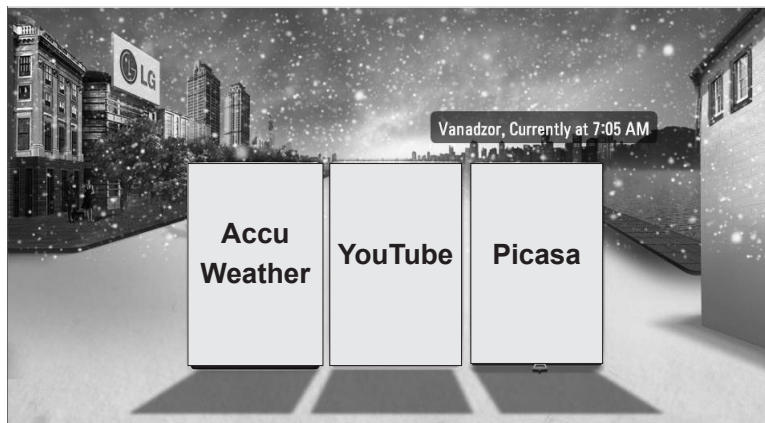 LG
Vanadzor, Currently at 7:05 AM
Accu
Weather
YouTube
Picasa